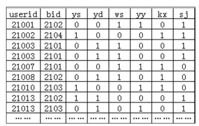 userid bid ys yd ws yy kx sj
21001 2102 0 0 1 1 0 1
21002 2104 1 0 0 0 1 1
21003 2101 0 1 1 0 0 1
21003 2101 0 1 1 0 0 1
21007 2101 0 0 1 1 0 1
21008 2102 0 1 1 0 1 0
21010 2103 1 0 0 1 0 1
21013 2102 1 1 0 0 0 1
21013 2103 0 1 0 1 0 1
…… …… … … … … … …